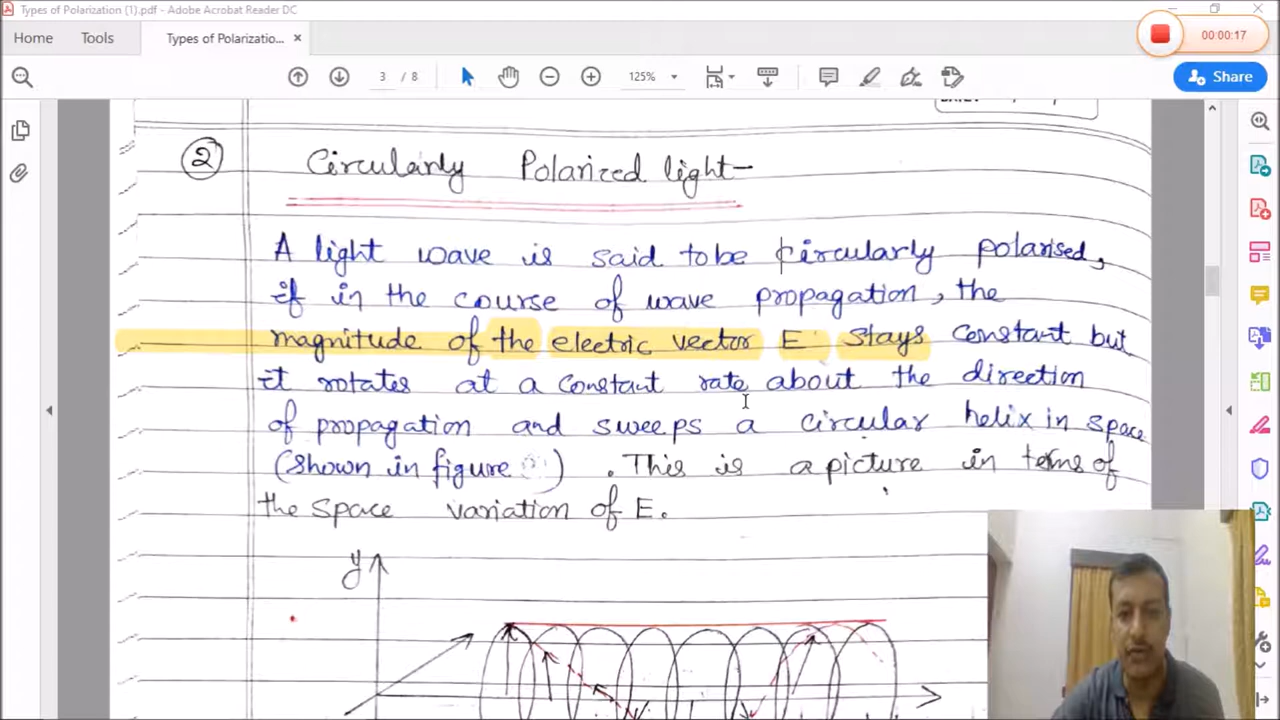 Types of Polarization (1).pdf - Adobe Acrobat Reader DC
Home Tools Types of Polarizatio... ×
00:00:17
3 / 8 125% Share
② Circularly Polarized light-
A light wave is said to be circularly polarised,
if in the course of wave propagation, the
magnitude of the electric vector E stays constant but
it rotates at a constant rate about the direction
of propagation and sweeps a circular helix in space
(shown in figure ) . This is a picture in terms of
the space variation of E.
y